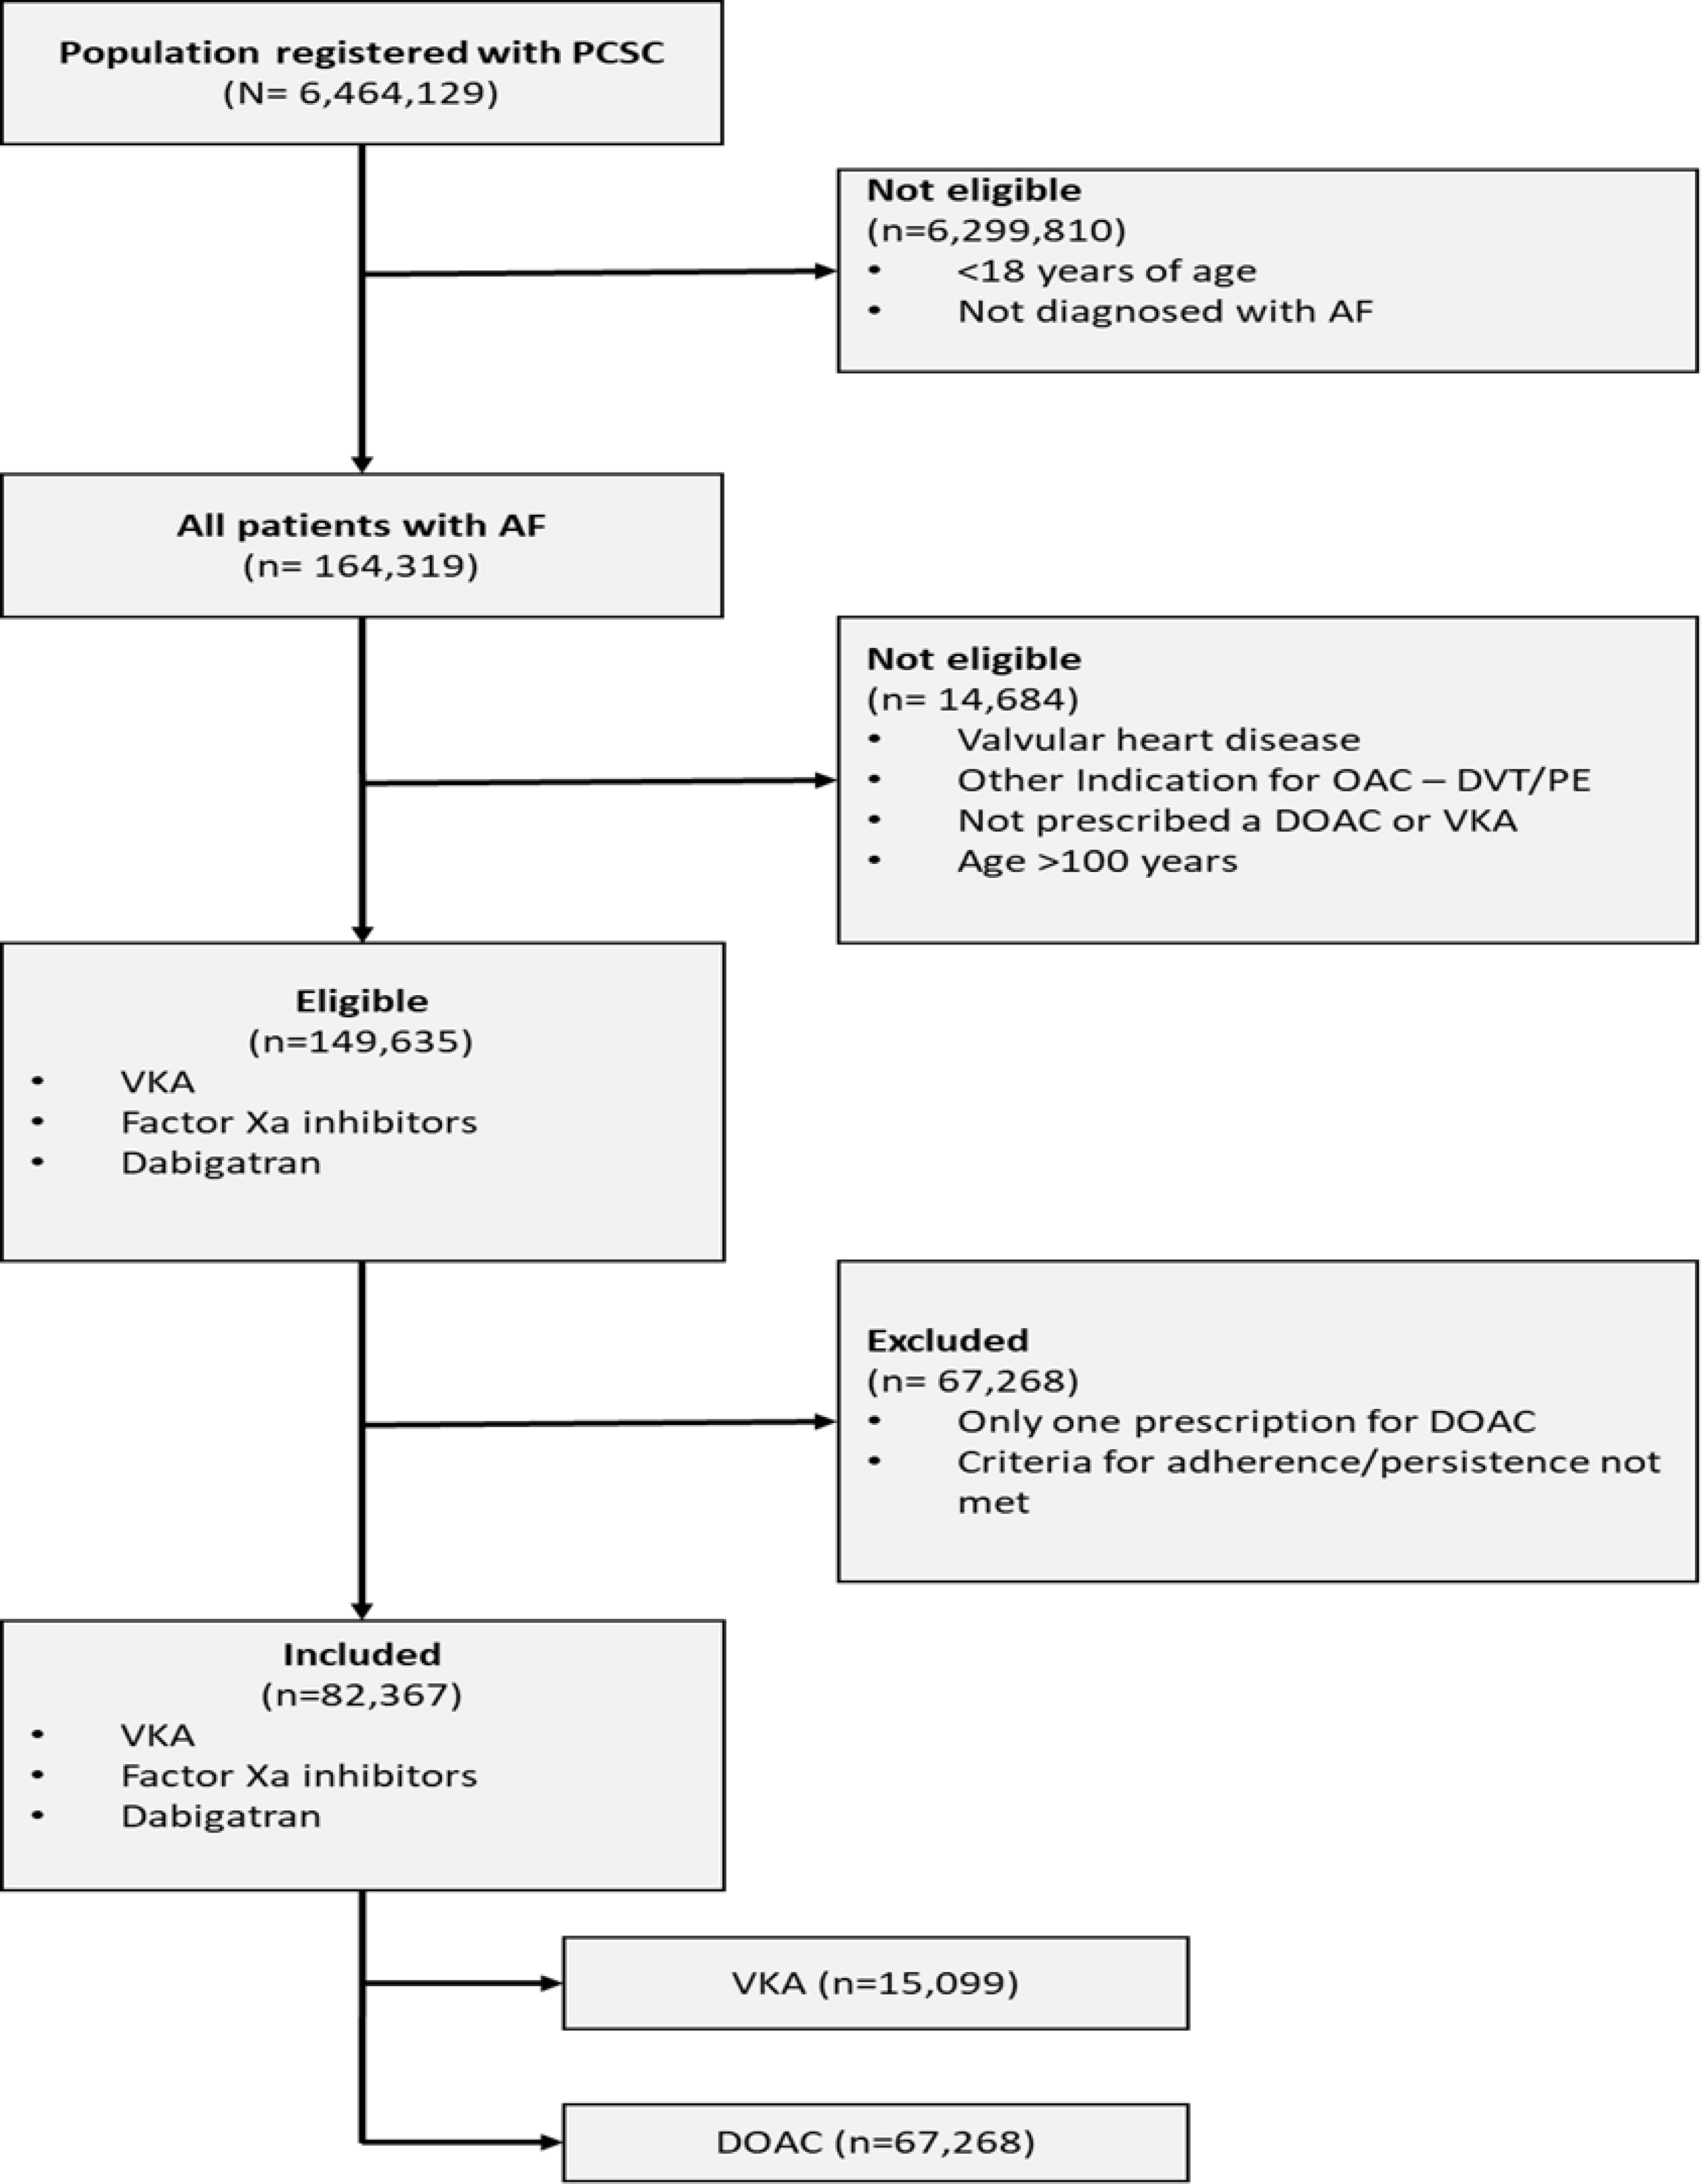 Population registered with PCSC
(N= 6,464,129)
Not eligible
(n=6,299,810)
• <18 years of age
• Not diagnosed with AF
All patients with AF
(n= 164,319)
Not eligible
(n= 14,684)
• Valvular heart disease
• Other Indication for OAC – DVT/PE
• Not prescribed a DOAC or VKA
• Age >100 years
Eligible
(n=149,635)
• VKA
• Factor Xa inhibitors
• Dabigatran
Excluded
(n= 67,268)
• Only one prescription for DOAC
• Criteria for adherence/persistence not
met
Included
(n=82,367)
• VKA
• Factor Xa inhibitors
• Dabigatran
VKA (n=15,099)
DOAC (n=67,268)